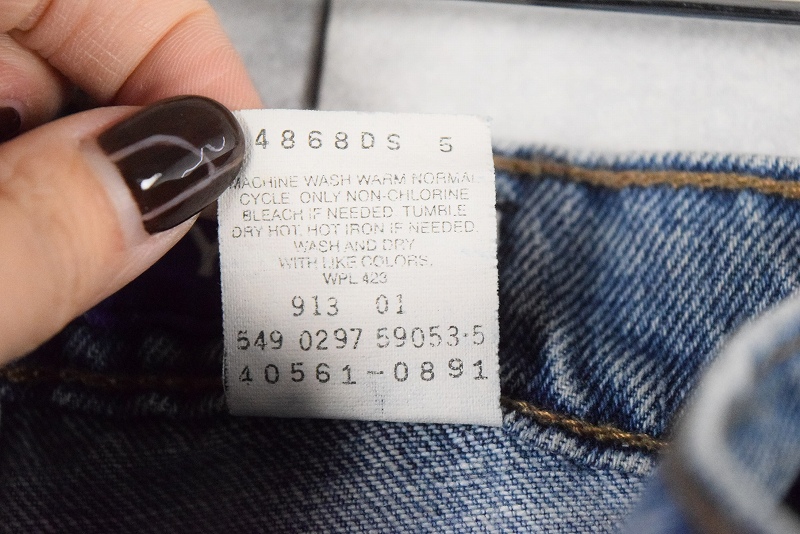 4868DS 5
MACHINE WASH WARM NORMAL
CYCLE. ONLY NON-CHLORINE
BLEACH IF NEEDED. TUMBLE
DRY HOT. HOT IRON IF NEEDED.
WASH AND DRY
WITH LIKE COLORS.
WPL 423
913 01
549 0297 59053-5
40561-0891